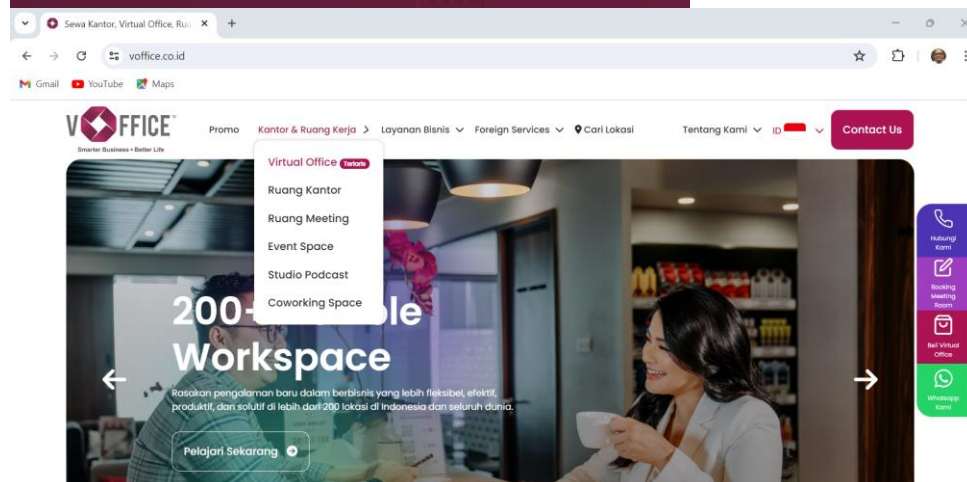 Sewa Kantor, Virtual Office, Rua
voffice.co.id
Gmail YouTube Maps
VOFFICE™
Smarter Business • Better Life
Promo Kantor & Ruang Kerja Layanan Bisnis Foreign Services Cari Lokasi Tentang Kami ID Contact Us
Virtual Office Terlaris
Ruang Kantor
Ruang Meeting
Event Space
Studio Podcast
Coworking Space
200+ le
Workspace
Rasakan pengalaman baru dalam berbisnis yang lebih fleksibel, efektif,
produktif, dan solutif di lebih dari 200 lokasi di Indonesia dan seluruh dunia.
Pelajari Sekarang
Hubungi
Kami
Booking
Meeting
Room
Beli Virtual
Office
Whatsapp
Kami